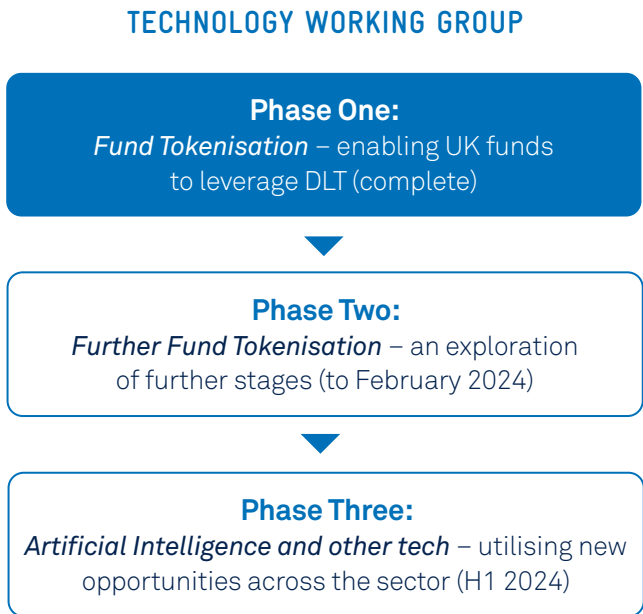 TECHNOLOGY WORKING GROUP
Phase One:
Fund Tokenisation – enabling UK funds
to leverage DLT (complete)
Phase Two:
Further Fund Tokenisation – an exploration
of further stages (to February 2024)
Phase Three:
Artificial Intelligence and other tech – utilising new
opportunities across the sector (H1 2024)